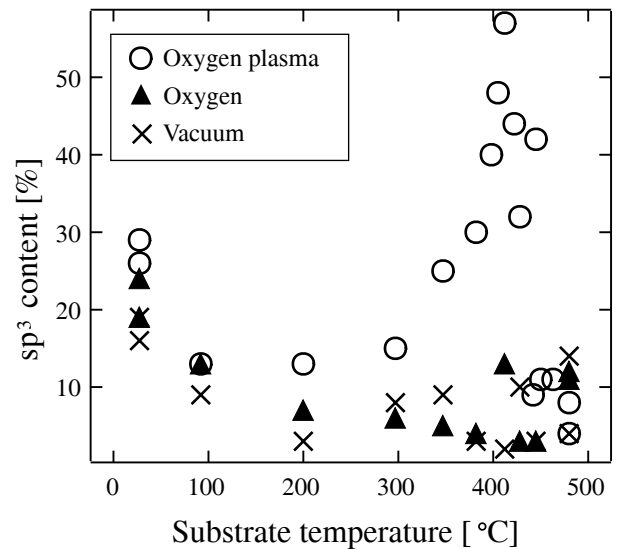 Oxygen plasma
Oxygen
Vacuum
50
40
30
20
10
sp³ content [%]
0 100 200 300 400 500
Substrate temperature [°C]